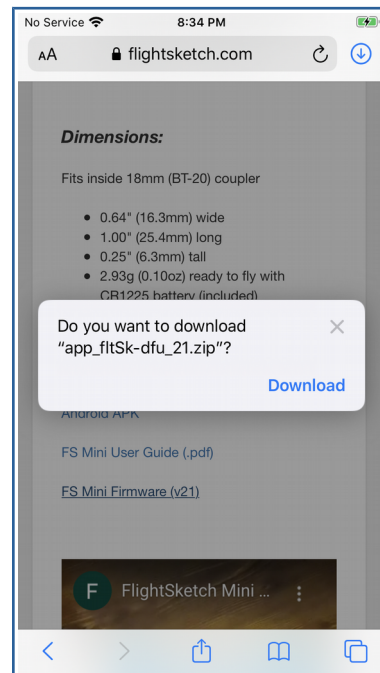 No Service 8:34 PM
AA flightsketch.com
Dimensions:
Fits inside 18mm (BT-20) coupler
• 0.64" (16.3mm) wide
• 1.00" (25.4mm) long
• 0.25" (6.3mm) tall
• 2.93g (0.10oz) ready to fly with
CR1225 battery (included)
Do you want to download
“app_fltSk-dfu_21.zip”?
Download
Android APK
FS Mini User Guide (.pdf)
FS Mini Firmware (v21)
F FlightSketch Mini ...